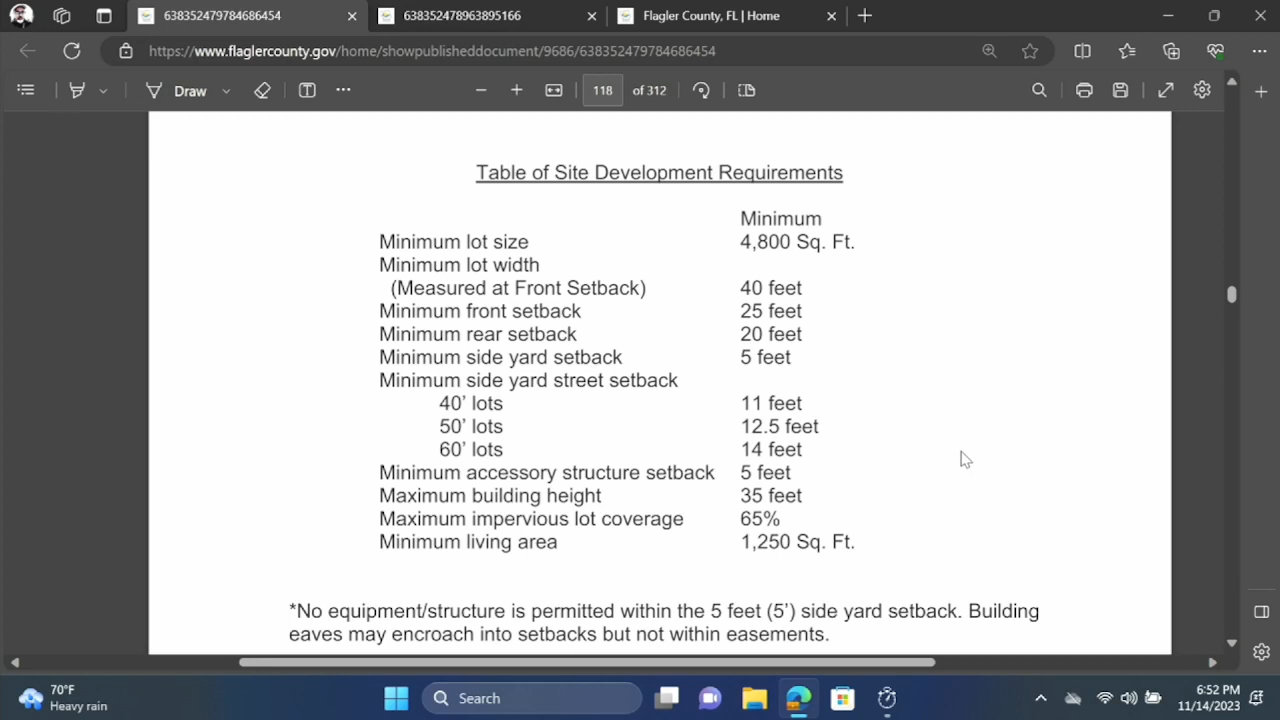 638352479784686454
638352478963895166
Flagler County, FL | Home
https://www.flaglercounty.gov/home/showpublisheddocument/9686/638352479784686454
Draw
118 of 312
Table of Site Development Requirements
Minimum
Minimum lot size 4,800 Sq. Ft.
Minimum lot width
(Measured at Front Setback) 40 feet
Minimum front setback 25 feet
Minimum rear setback 20 feet
Minimum side yard setback 5 feet
Minimum side yard street setback
40' lots 11 feet
50' lots 12.5 feet
60' lots 14 feet
Minimum accessory structure setback 5 feet
Maximum building height 35 feet
Maximum impervious lot coverage 65%
Minimum living area 1,250 Sq. Ft.
*No equipment/structure is permitted within the 5 feet (5') side yard setback. Building
eaves may encroach into setbacks but not within easements.
70°F
Heavy rain
Search
6:52 PM
11/14/2023